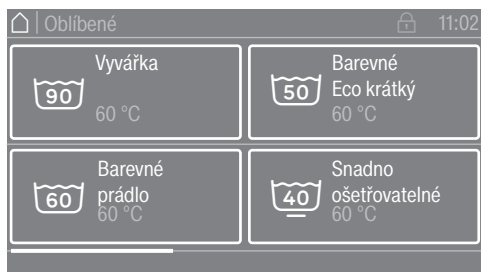 Oblíbené
11:02
Vyvářka
90
60 °C
Barevné
50
Eco krátký
60 °C
Barevné
60
prádlo
60 °C
Snadno
40
ošetřovatelné
60 °C